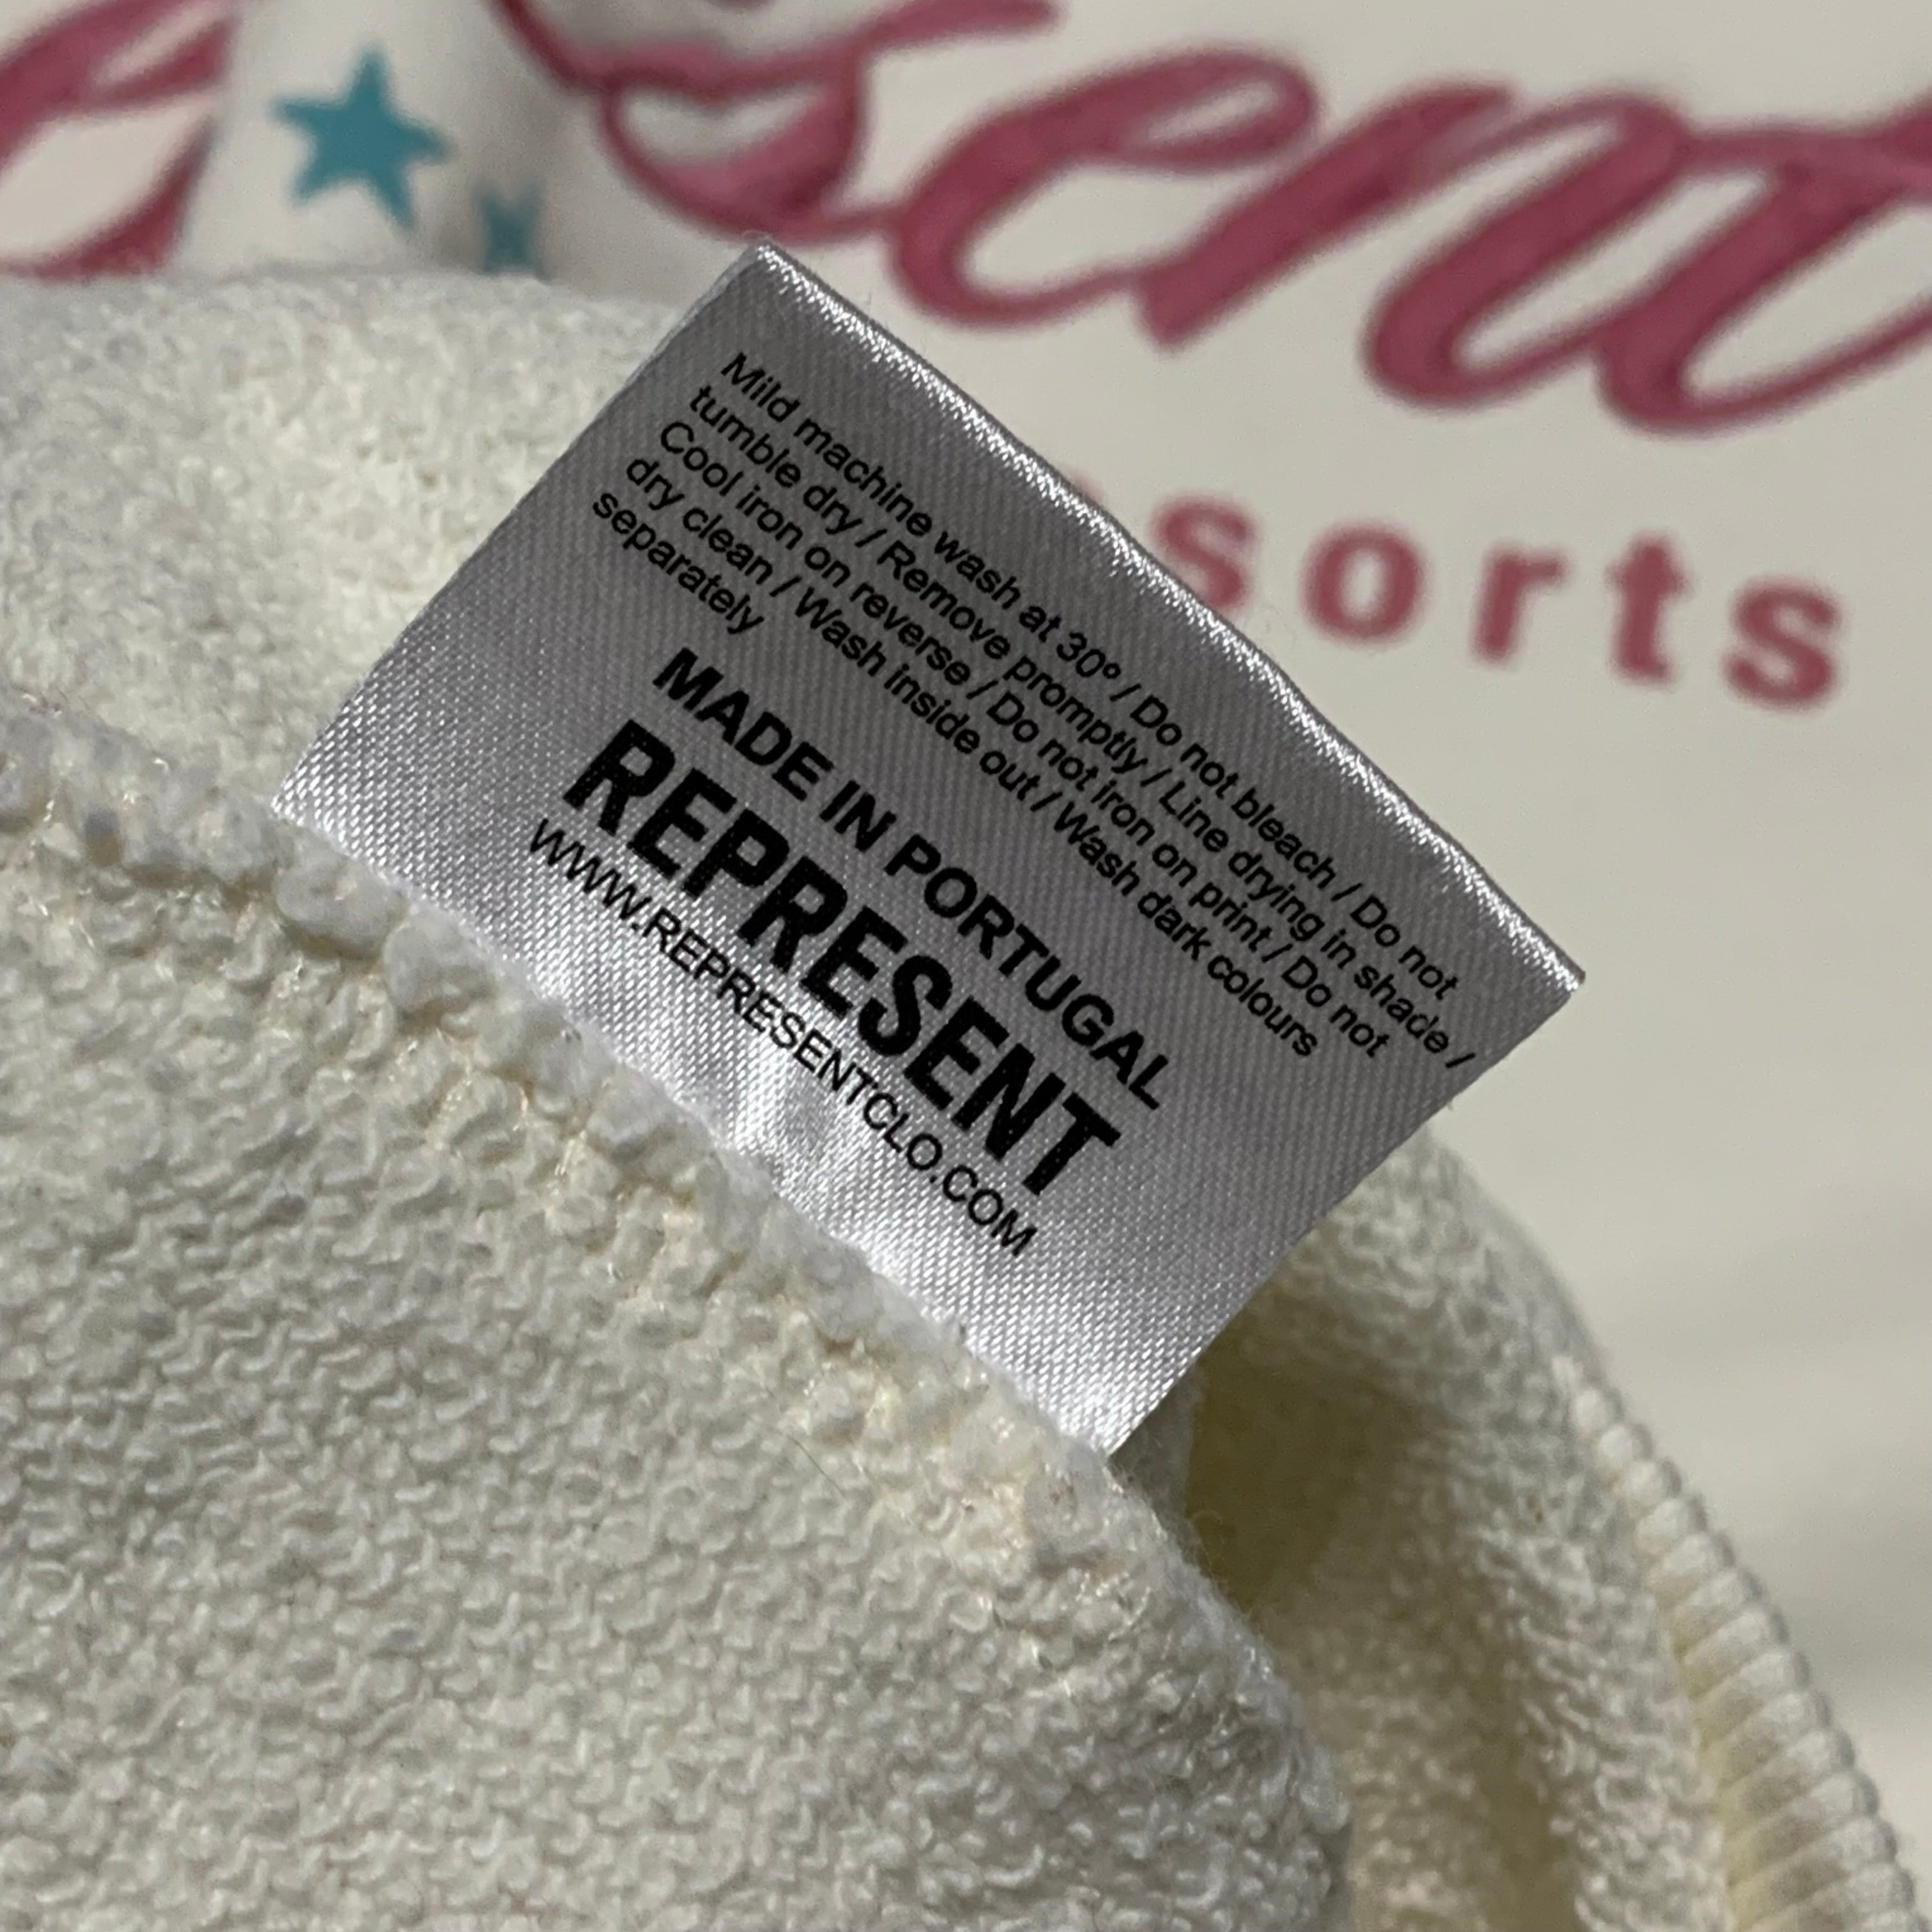 esent
sorts
Mild machine wash at 30º / Do not bleach / Do not
tumble dry / Remove promptly / Line drying in shade /
Cool iron on reverse / Do not iron on print / Do not
dry clean / Wash inside out / Wash dark colours
separately
MADE IN PORTUGAL
REPRESENT
WWW.REPRESENTCLO.COM